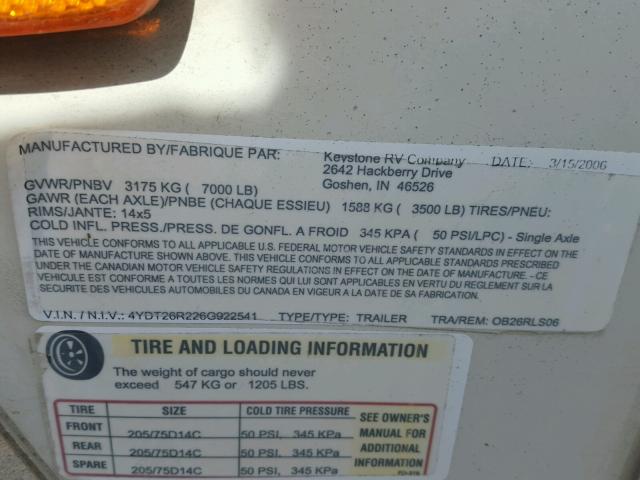 MANUFACTURED BY/FABRIQUE PAR: Keystone RV Company DATE: 3/15/2006
2642 Hackberry Drive
Goshen, IN 46526
GVWR/PNBV 3175 KG ( 7000 LB)
GAWR (EACH AXLE)/PNBE (CHAQUE ESSIEU) 1588 KG ( 3500 LB) TIRES/PNEU:
RIMS/JANTE: 14x5
COLD INFL. PRESS./PRESS. DE GONFL. A FROID 345 KPA ( 50 PSI/LPC) - Single Axle
THIS VEHICLE CONFORMS TO ALL APPLICABLE U.S. FEDERAL MOTOR VEHICLE SAFETY STANDARDS IN EFFECT ON THE
DATE OF MANUFACTURE SHOWN ABOVE. THIS VEHICLE CONFORMS TO ALL APPLICABLE STANDARDS PRESCRIBED
UNDER THE CANADIAN MOTOR VEHICLE SAFETY REGULATIONS IN EFFECT ON THE DATE OF MANUFACTURE. - CE
VEHICULE EST CONFORME A TOUTES LES NORMES QUI LUI SONT APPLICABLES EN VERTU DU REGLEMENT SUR LA
SECURITE DES VEHICULES AUTOMOBILES DU CANADA EN VIGUEUR A LA DATE DE SA FABRICATION.
V.I.N. / N.I.V.: 4YDT26R226G922541 TYPE/TYPE: TRAILER TRA/REM: OB26RLS06
TIRE AND LOADING INFORMATION
The weight of cargo should never
exceed 547 KG or 1205 LBS.
TIRE SIZE COLD TIRE PRESSURE SEE OWNER'S
FRONT 205/75D14C 50 PSI, 345 KPa MANUAL FOR
REAR 205/75D14C 50 PSI, 345 KPa ADDITIONAL
SPARE 205/75D14C 50 PSI, 345 KPa INFORMATION